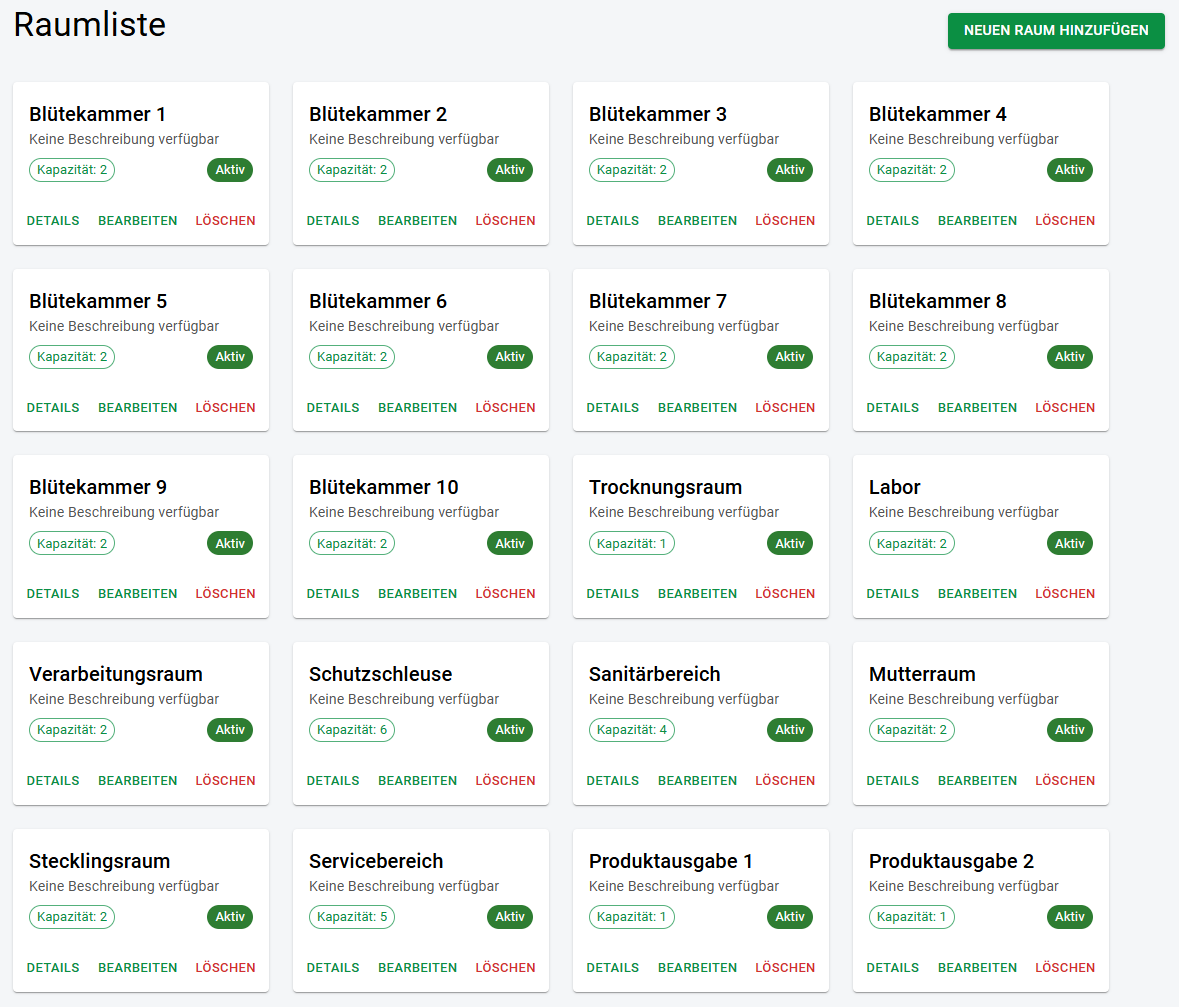 Raumliste
NEUEN RAUM HINZUFÜGEN
Blütekammer 1
Keine Beschreibung verfügbar
Kapazität: 2
Aktiv
DETAILS BEARBEITEN LÖSCHEN
Blütekammer 2
Keine Beschreibung verfügbar
Kapazität: 2
Aktiv
DETAILS BEARBEITEN LÖSCHEN
Blütekammer 3
Keine Beschreibung verfügbar
Kapazität: 2
Aktiv
DETAILS BEARBEITEN LÖSCHEN
Blütekammer 4
Keine Beschreibung verfügbar
Kapazität: 2
Aktiv
DETAILS BEARBEITEN LÖSCHEN
Blütekammer 5
Keine Beschreibung verfügbar
Kapazität: 2
Aktiv
DETAILS BEARBEITEN LÖSCHEN
Blütekammer 6
Keine Beschreibung verfügbar
Kapazität: 2
Aktiv
DETAILS BEARBEITEN LÖSCHEN
Blütekammer 7
Keine Beschreibung verfügbar
Kapazität: 2
Aktiv
DETAILS BEARBEITEN LÖSCHEN
Blütekammer 8
Keine Beschreibung verfügbar
Kapazität: 2
Aktiv
DETAILS BEARBEITEN LÖSCHEN
Blütekammer 9
Keine Beschreibung verfügbar
Kapazität: 2
Aktiv
DETAILS BEARBEITEN LÖSCHEN
Blütekammer 10
Keine Beschreibung verfügbar
Kapazität: 2
Aktiv
DETAILS BEARBEITEN LÖSCHEN
Trocknungsraum
Keine Beschreibung verfügbar
Kapazität: 1
Aktiv
DETAILS BEARBEITEN LÖSCHEN
Labor
Keine Beschreibung verfügbar
Kapazität: 2
Aktiv
DETAILS BEARBEITEN LÖSCHEN
Verarbeitungsraum
Keine Beschreibung verfügbar
Kapazität: 2
Aktiv
DETAILS BEARBEITEN LÖSCHEN
Schutzschleuse
Keine Beschreibung verfügbar
Kapazität: 6
Aktiv
DETAILS BEARBEITEN LÖSCHEN
Sanitärbereich
Keine Beschreibung verfügbar
Kapazität: 4
Aktiv
DETAILS BEARBEITEN LÖSCHEN
Mutterraum
Keine Beschreibung verfügbar
Kapazität: 2
Aktiv
DETAILS BEARBEITEN LÖSCHEN
Stecklingsraum
Keine Beschreibung verfügbar
Kapazität: 2
Aktiv
DETAILS BEARBEITEN LÖSCHEN
Servicebereich
Keine Beschreibung verfügbar
Kapazität: 5
Aktiv
DETAILS BEARBEITEN LÖSCHEN
Produktausgabe 1
Keine Beschreibung verfügbar
Kapazität: 1
Aktiv
DETAILS BEARBEITEN LÖSCHEN
Produktausgabe 2
Keine Beschreibung verfügbar
Kapazität: 1
Aktiv
DETAILS BEARBEITEN LÖSCHEN